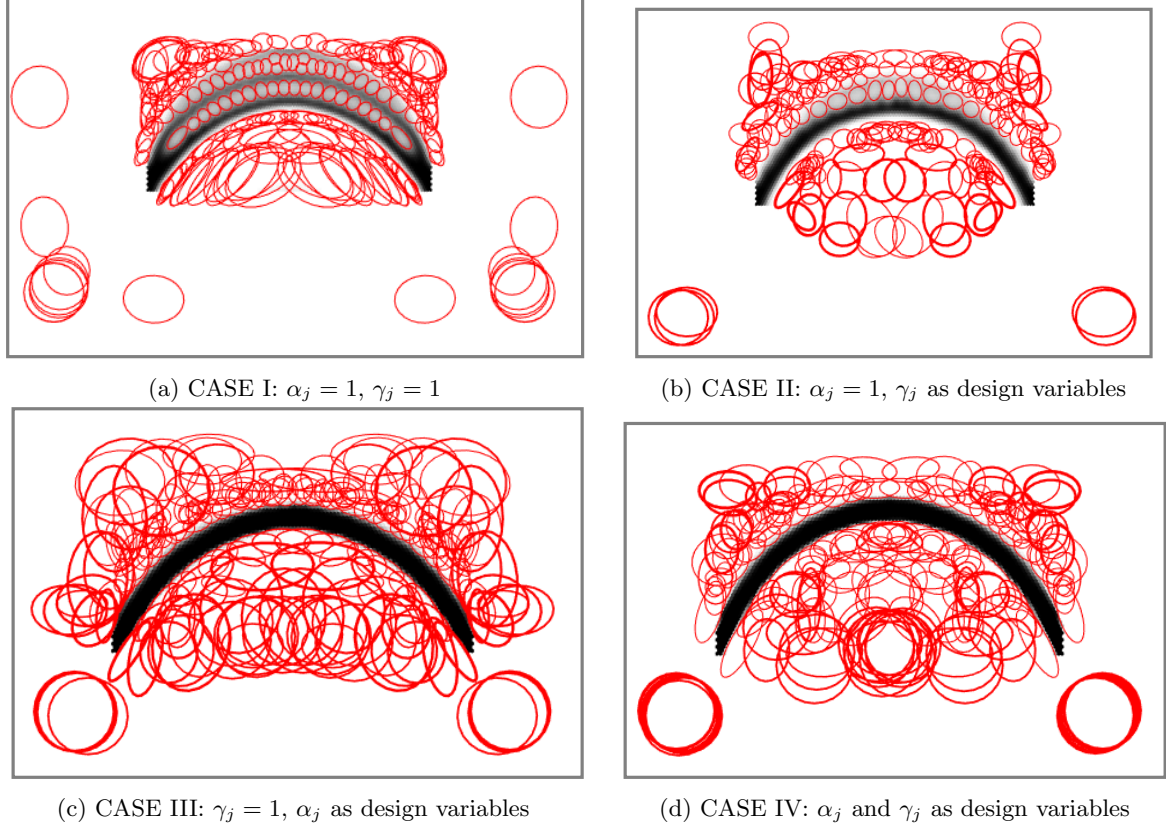 (a) CASE I: αⱼ = 1, γⱼ = 1
(b) CASE II: αⱼ = 1, γⱼ as design variables
(c) CASE III: γⱼ = 1, αⱼ as design variables
(d) CASE IV: αⱼ and γⱼ as design variables